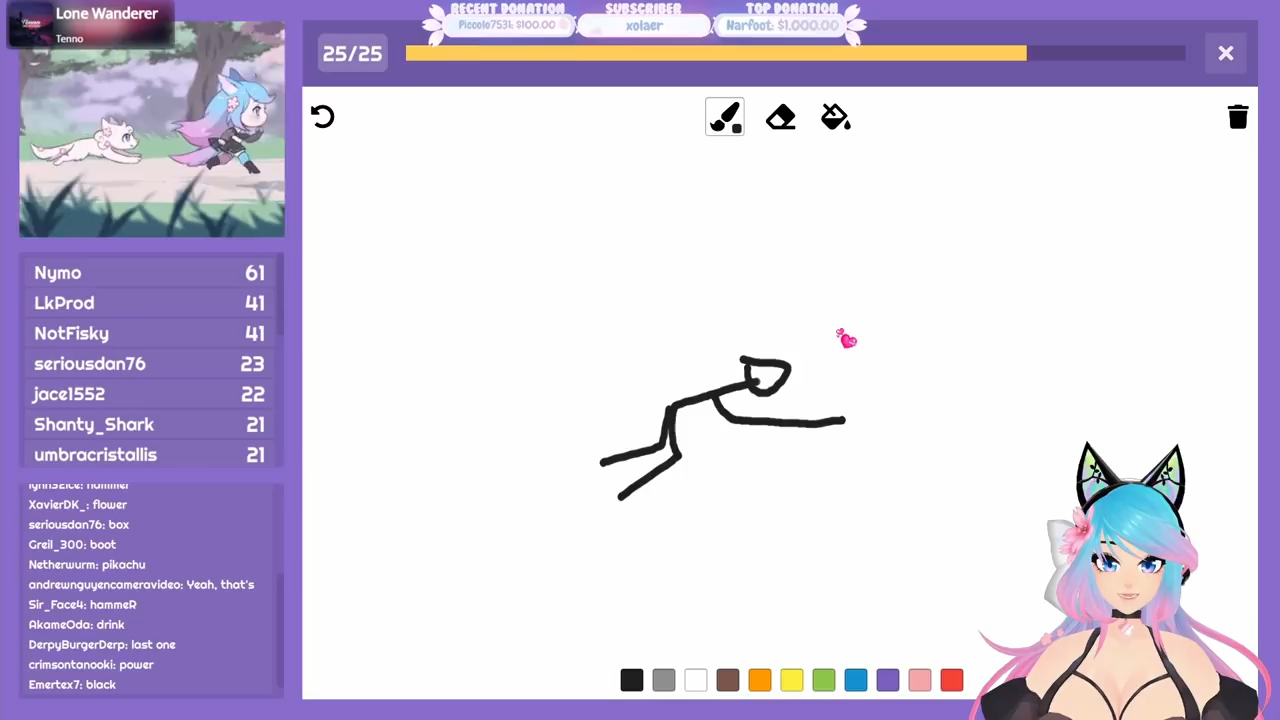 Lone Wanderer
Tenno
RECENT DONATION
Piccolo7531: $100.00
SUBSCRIBER
xolaer
TOP DONATION
Narfoot: $1,000.00
25/25
Nymo 61
LkProd 41
NotFisky 41
seriousdan76 23
jace1552 22
Shanty_Shark 21
umbracristallis 21
XavierDK_: flower
seriousdan76: box
Greil_300: boot
Netherwurm: pikachu
andrewnguyencameravideo: Yeah, that's
Sir_Face4: hammeR
AkameOda: drink
DerpyBurgerDerp: last one
crimsontanooki: power
Emertex7: black